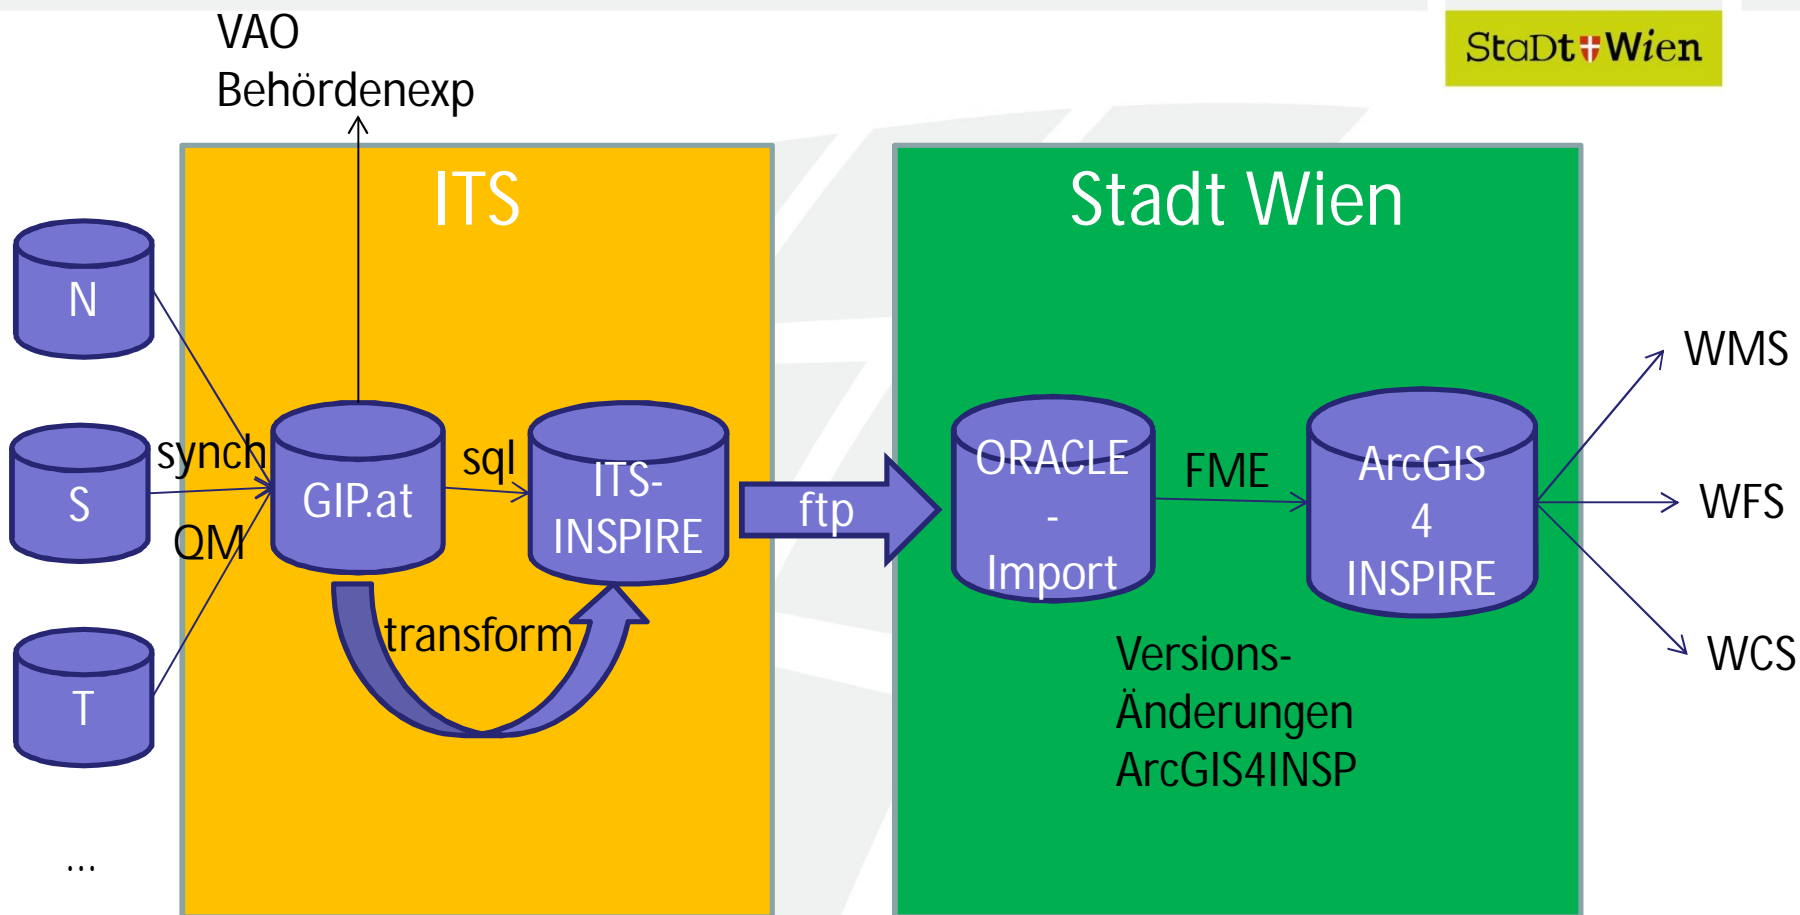 VAO
Behördenexp
StaDt Wien
ITS
Stadt Wien
N
S
T
...
synch
QM
GIP.at
sql
ITS-
INSPIRE
transform
ftp
ORACLE
-
Import
FME
ArcGIS
4
INSPIRE
Versions-
Änderungen
ArcGIS4INSP
WMS
WFS
WCS